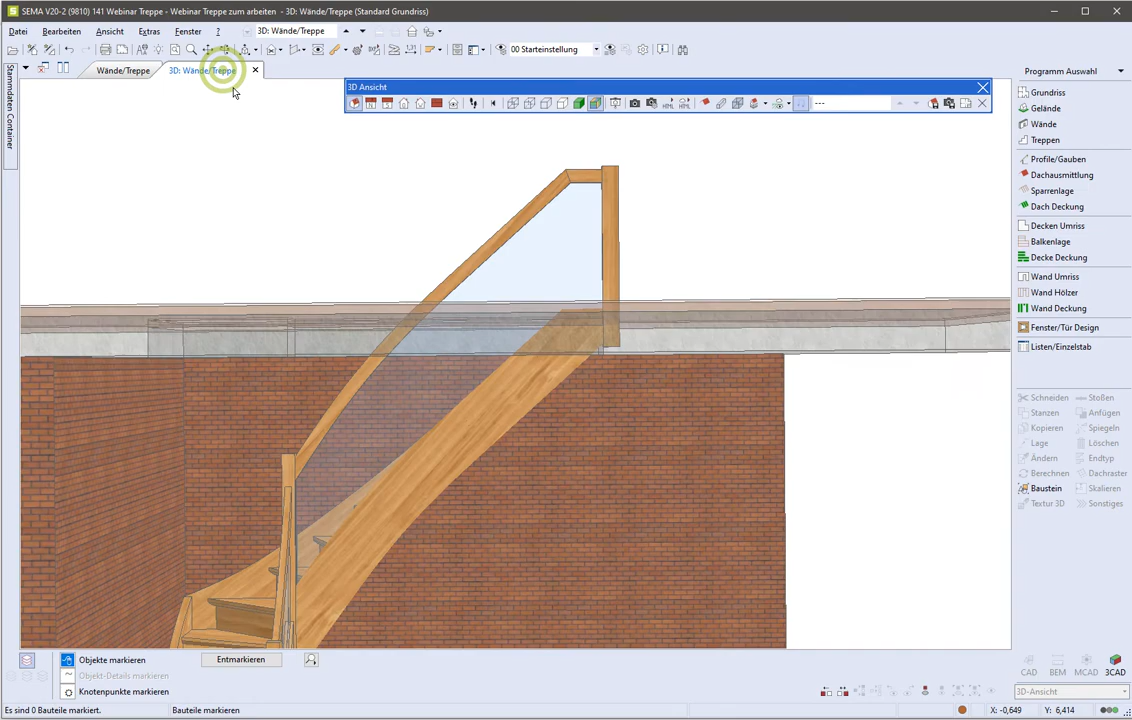 SEMA V20-2 (9810) 141 Webinar Treppe - Webinar Treppe zum arbeiten - 3D: Wände/Treppe (Standard Grundriss)
Datei Bearbeiten Ansicht Extras Fenster ? 3D: Wände/Treppe
00 Starteinstellung
Wände/Treppe 3D: Wände/Treppe
Stammdaten Container
3D Ansicht
---
Programm Auswahl
Grundriss
Gelände
Wände
Treppen
Profile/Gauben
Dachausmittlung
Sparrenlage
Dach Deckung
Decken Umriss
Balkenlage
Decke Deckung
Wand Umriss
Wand Hölzer
Wand Deckung
Fenster/Tür Design
Listen/Einzelstab
Schneiden Stoßen
Stanzen Anfügen
Kopieren Spiegeln
Lage Löschen
Ändern Endtyp
Berechnen Dachraster
Baustein Skalieren
Textur 3D Sonstiges
Objekte markieren Entmarkieren
Objekt-Details markieren
Knotenpunkte markieren
CAD BEM MCAD 3CAD
3D-Ansicht
Es sind 0 Bauteile markiert. Bauteile markieren X: -0,649 Y: 6,414